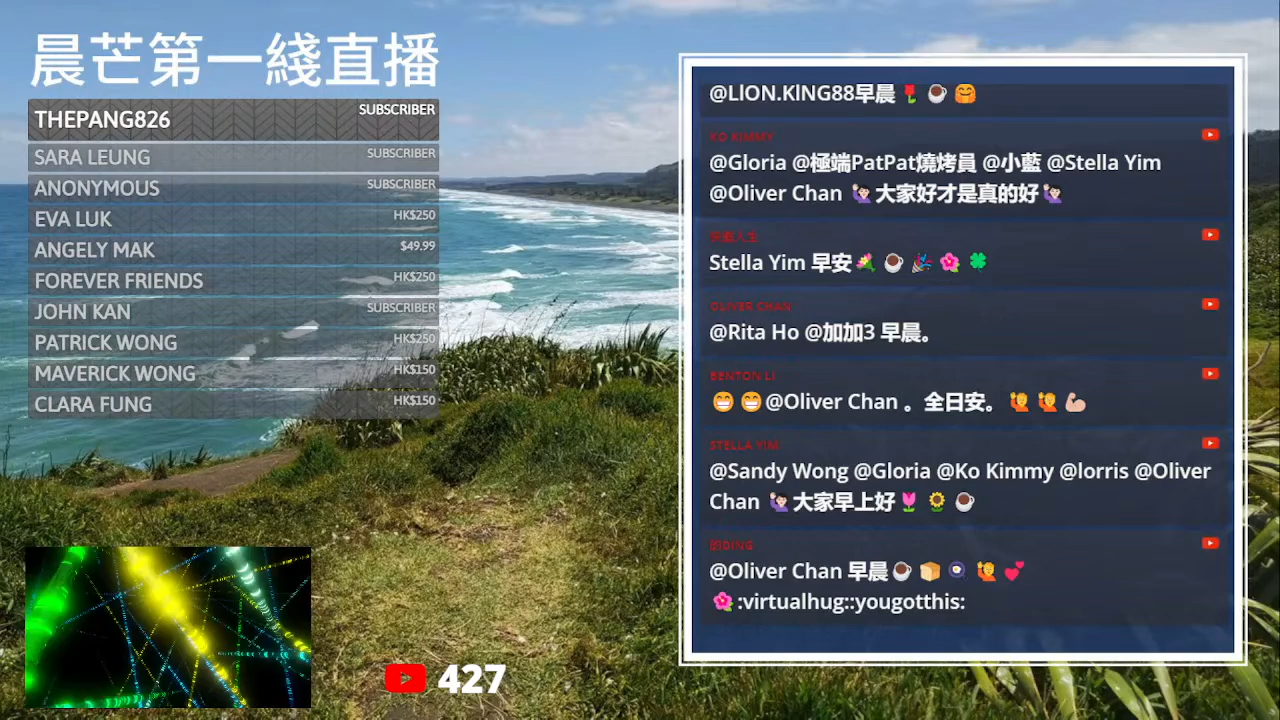 晨芒第一綫直播
THEPANG826 SUBSCRIBER
SARA LEUNG SUBSCRIBER
ANONYMOUS SUBSCRIBER
EVA LUK HK$250
ANGELY MAK $49.99
FOREVER FRIENDS HK$250
JOHN KAN SUBSCRIBER
PATRICK WONG HK$250
MAVERICK WONG HK$150
CLARA FUNG HK$150
427
@LION.KING88早晨🌷☕🤗
KO KIMMY
@Gloria @極端PatPat燒烤員 @小藍 @Stella Yim
@Oliver Chan 🙋🏻‍♀️大家好才是真的好🙋🏻‍♀️
Stella Yim 早安💐☕🎉🌺🍀
OLIVER CHAN
@Rita Ho @加加3 早晨。
BENTON LI
😁😁@Oliver Chan 。全日安。🙋🙋💪🏼
STELLA YIM
@Sandy Wong @Gloria @Ko Kimmy @lorris @Oliver
Chan 🙋🏻‍♀️大家早上好🌷🌻☕
的DING
@Oliver Chan 早晨☕🍞🍳🙋💕
🌺:virtualhug::yougotthis: